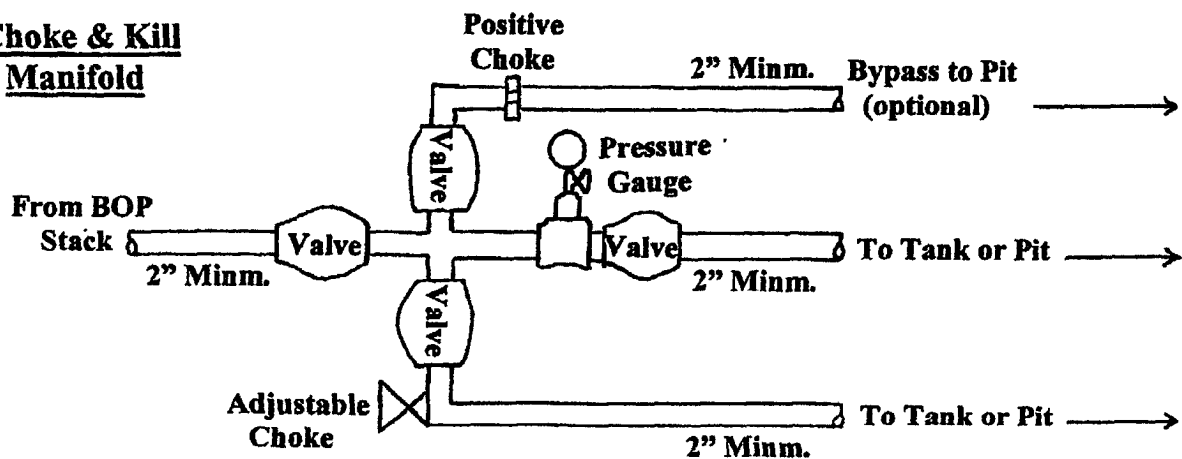 Choke & Kill
Manifold
Positive
Choke
2” Minm.
Bypass to Pit
(optional)
Valve
Pressure
Gauge
From BOP
Stack
Valve
Valve
To Tank or Pit
2” Minm.
2” Minm.
Valve
Adjustable
Choke
To Tank or Pit
2” Minm.